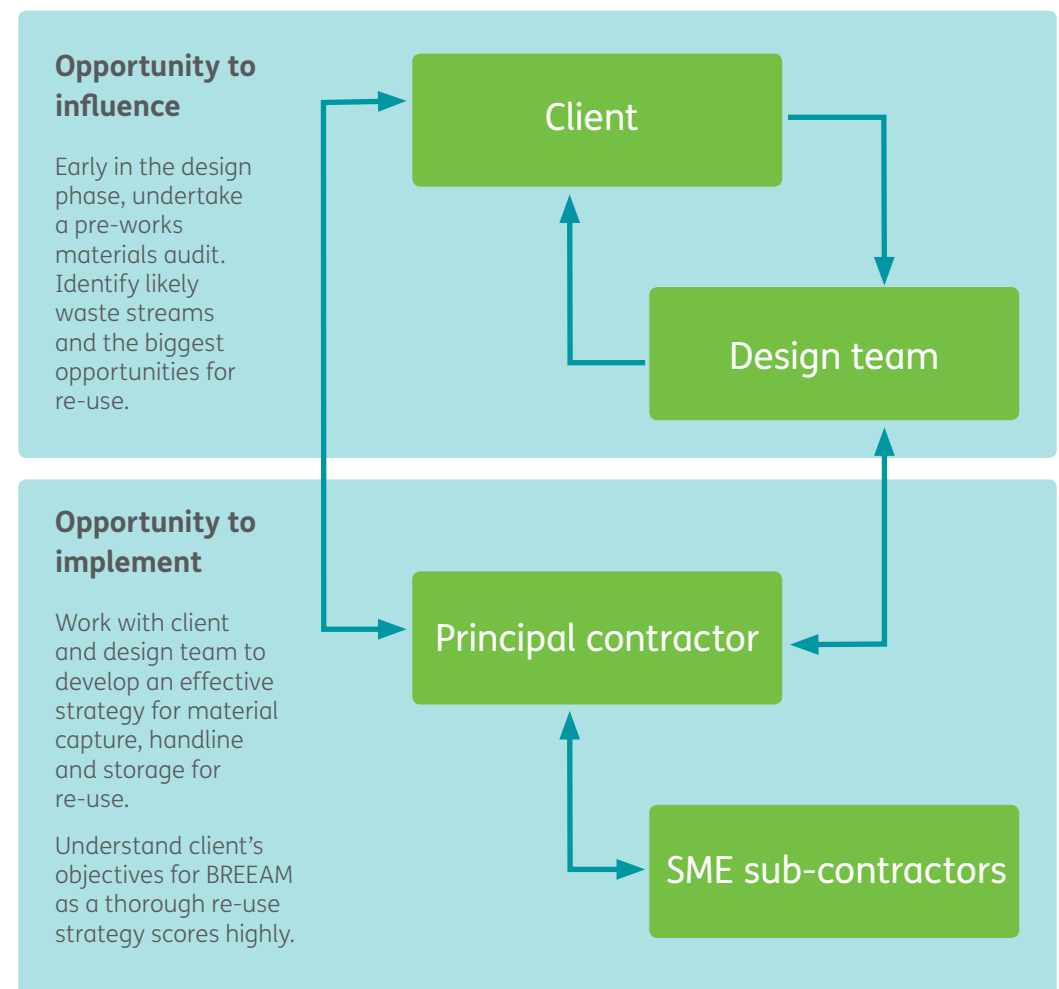 Opportunity to
influence
Early in the design
phase, undertake
a pre-works
materials audit.
Identify likely
waste streams
and the biggest
opportunities for
re-use.
Client
Design team
Opportunity to
implement
Work with client
and design team to
develop an effective
strategy for material
capture, handline
and storage for
re-use.
Understand client’s
objectives for BREEAM
as a thorough re-use
strategy scores highly.
Principal contractor
SME sub-contractors